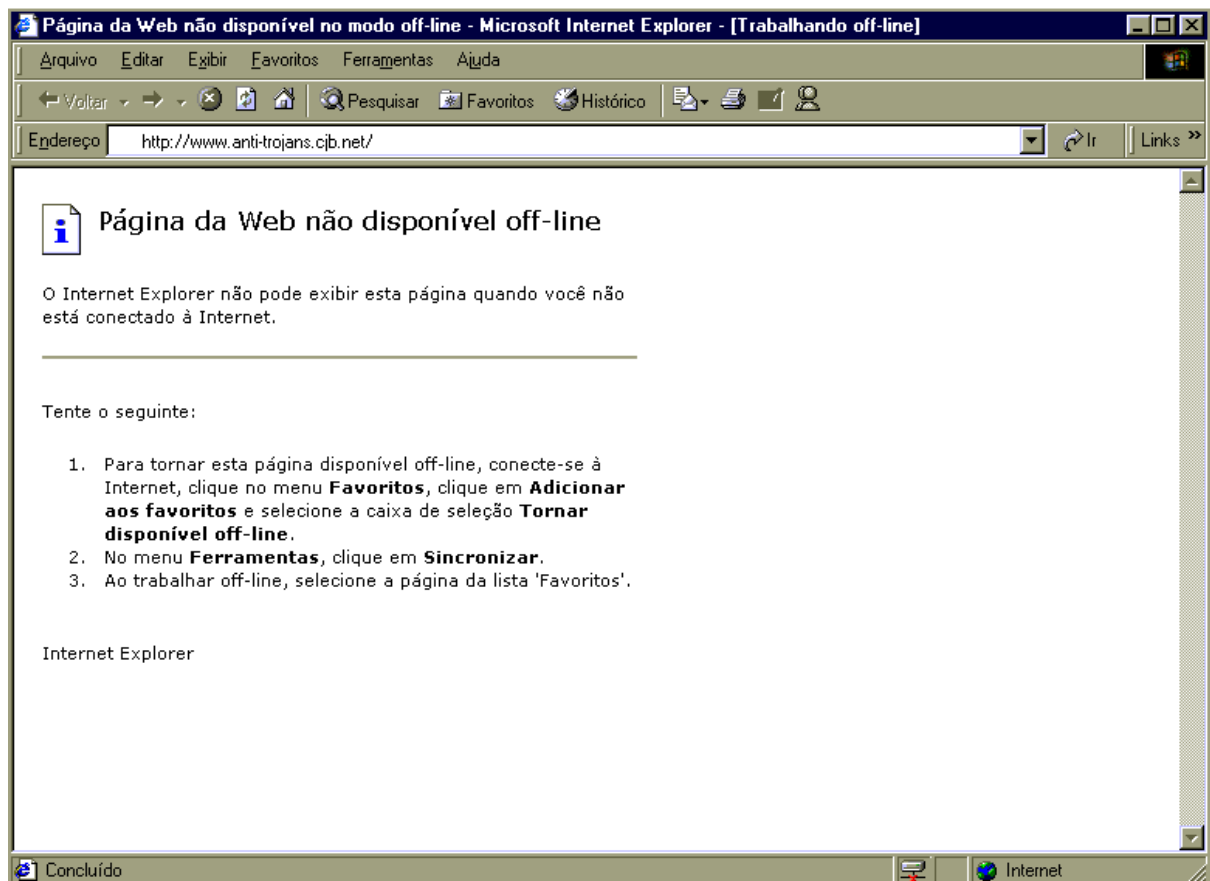 Página da Web não disponível no modo off-line - Microsoft Internet Explorer - [Trabalhando off-line]
Arquivo Editar Exibir Favoritos Ferramentas Ajuda
Voltar Pesquisar Favoritos Histórico
Endereço http://www.anti-trojans.cjb.net/ Ir Links »
Página da Web não disponível off-line
O Internet Explorer não pode exibir esta página quando você não
está conectado à Internet.
Tente o seguinte:
1. Para tornar esta página disponível off-line, conecte-se à
Internet, clique no menu Favoritos, clique em Adicionar
aos favoritos e selecione a caixa de seleção Tornar
disponível off-line.
2. No menu Ferramentas, clique em Sincronizar.
3. Ao trabalhar off-line, selecione a página da lista 'Favoritos'.
Internet Explorer
Concluído Internet